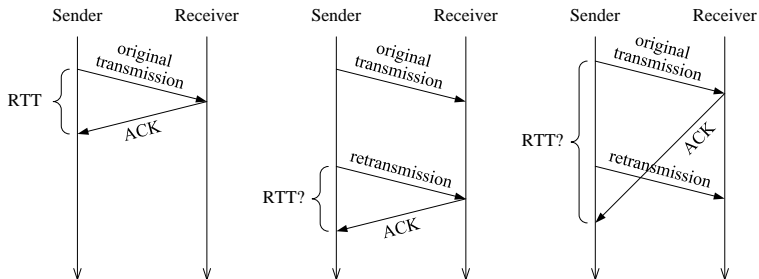 Sender Receiver
original
transmission
RTT
ACK
Sender Receiver
original
transmission
retransmission
RTT?
ACK
Sender Receiver
original
transmission
RTT?
ACK
retransmission